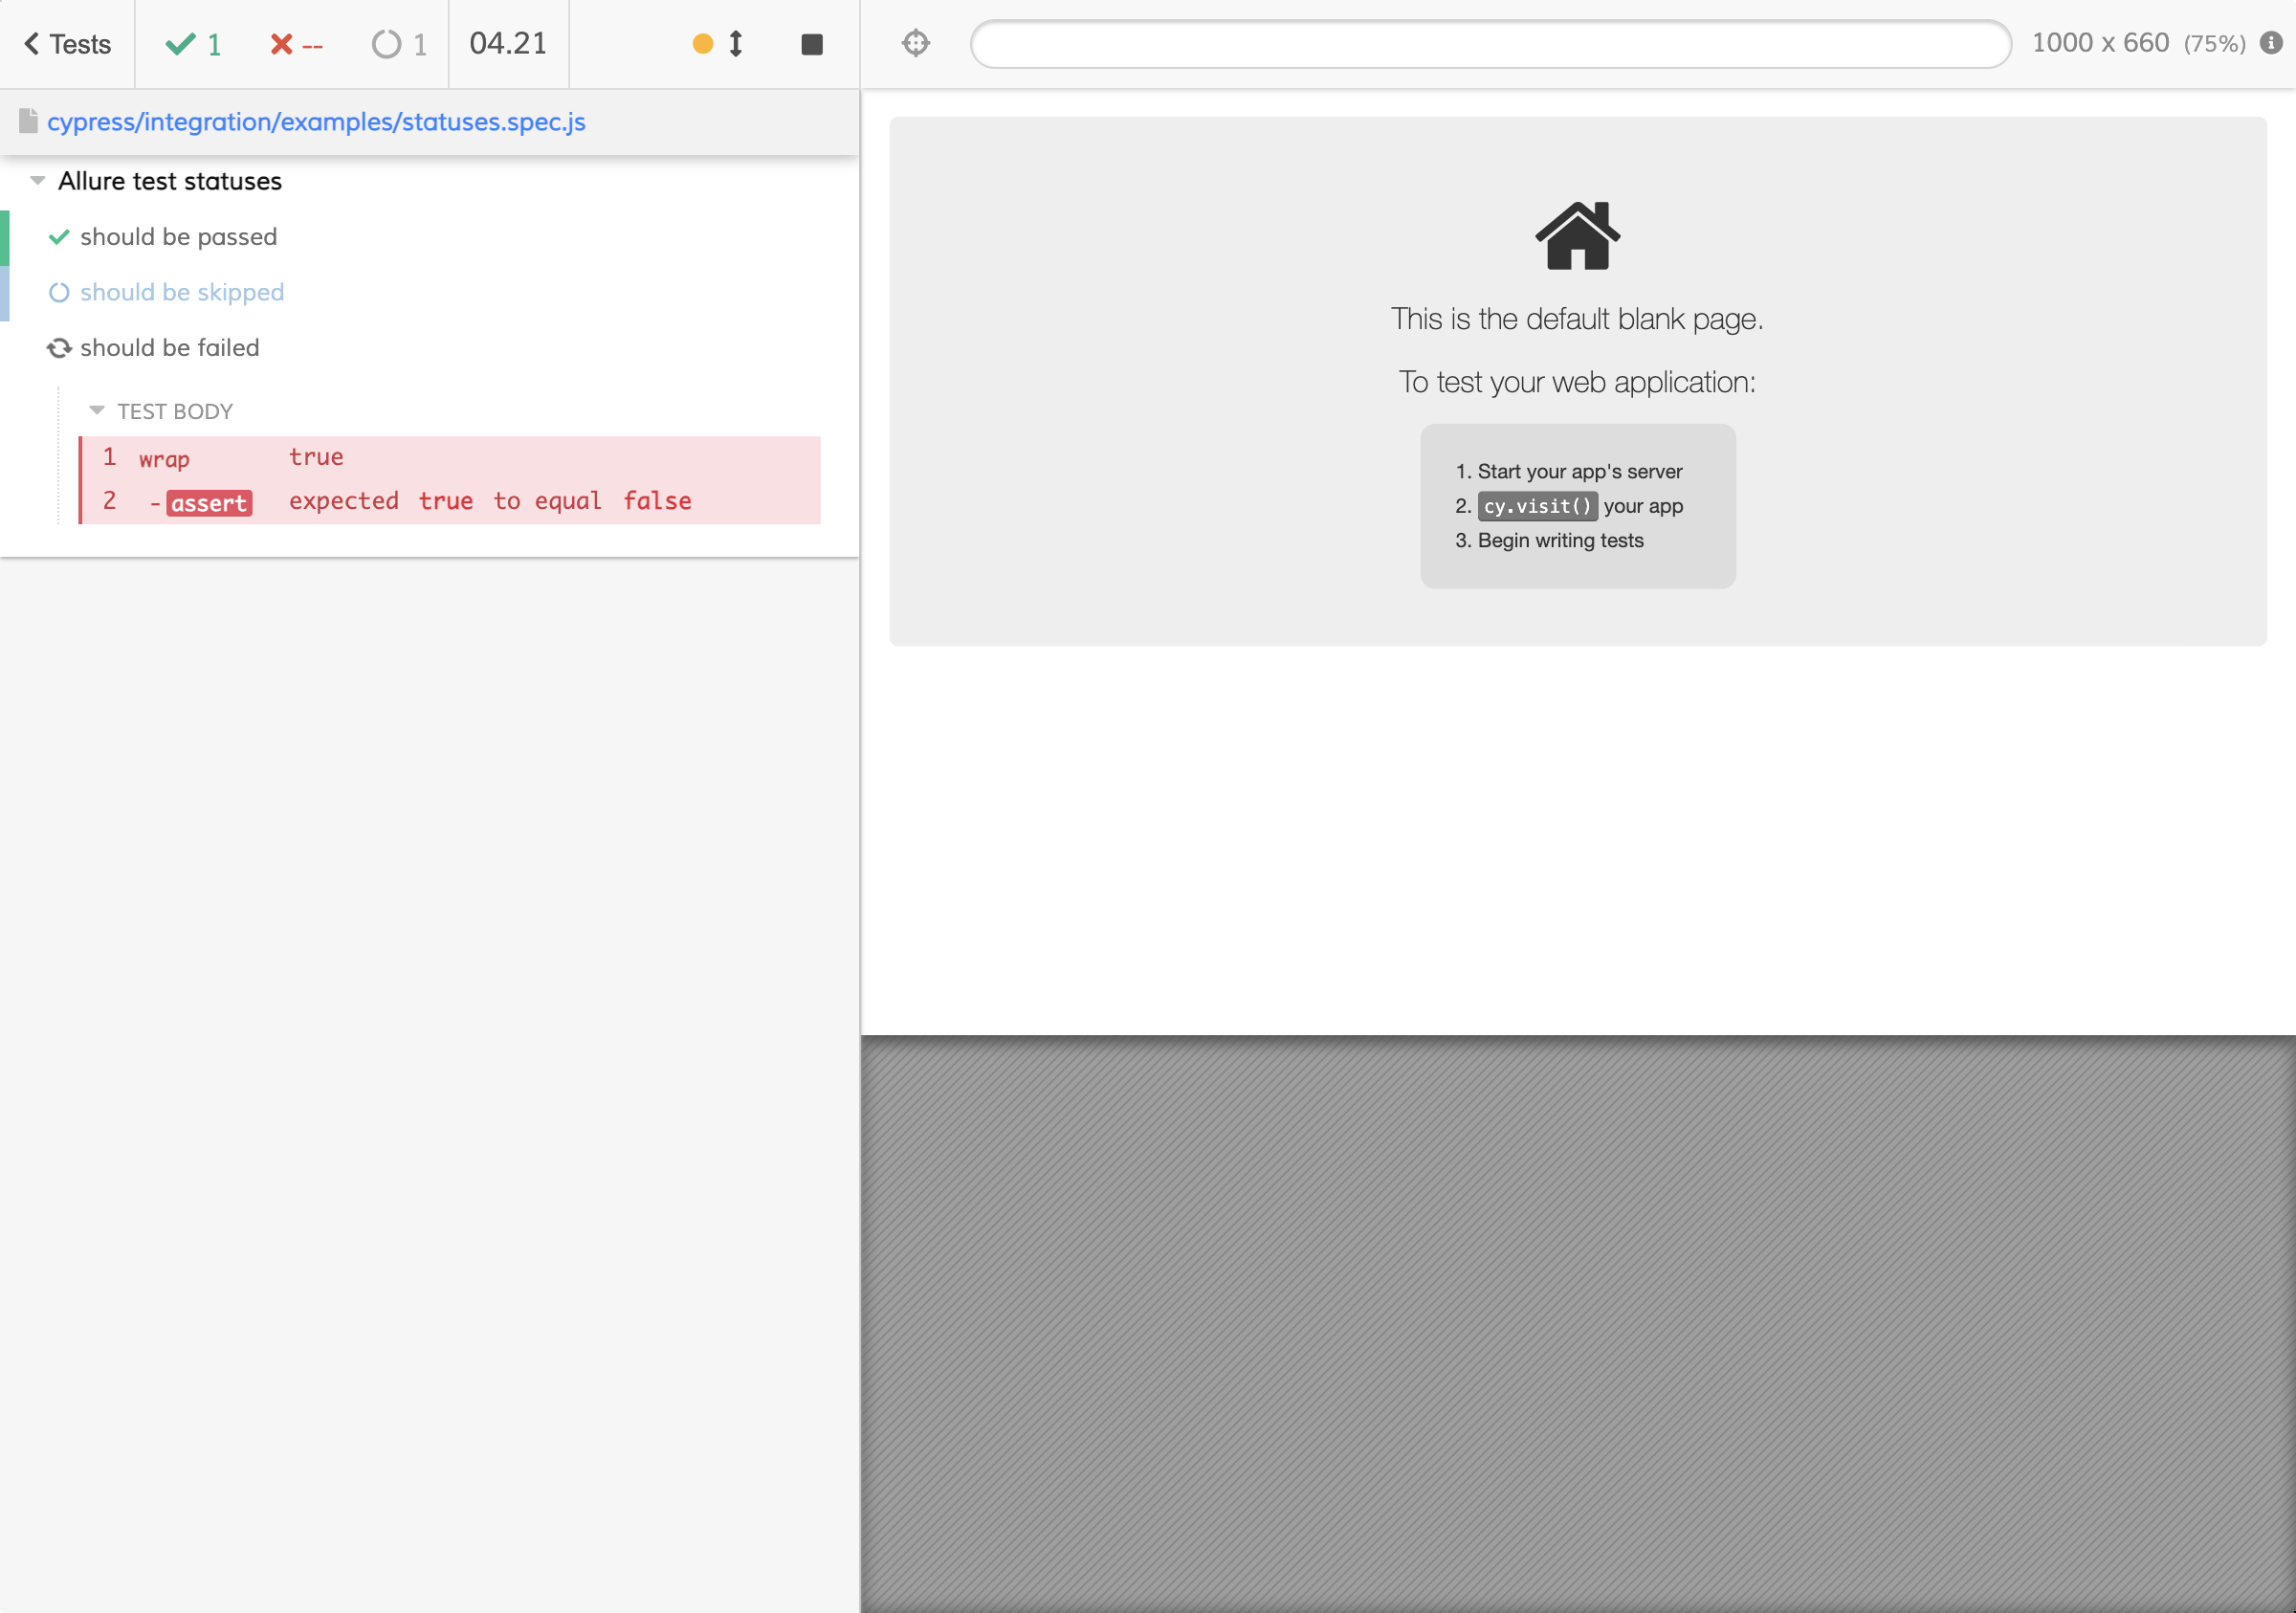 Tests 1 -- 1 04.21
1000 x 660 (75%)
cypress/integration/examples/statuses.spec.js
Allure test statuses
should be passed
should be skipped
should be failed
TEST BODY
1 wrap true
2 -assert expected true to equal false
This is the default blank page.
To test your web application:
1. Start your app's server
2. cy.visit() your app
3. Begin writing tests